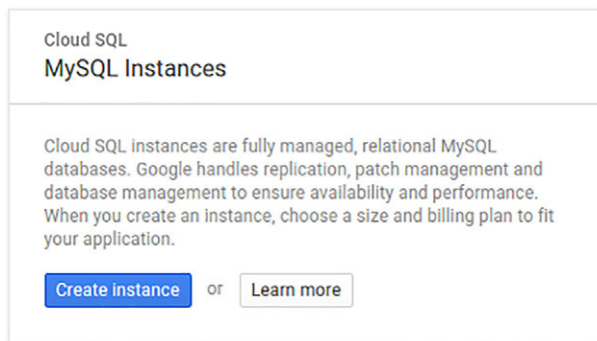 Cloud SQL
MySQL Instances
Cloud SQL instances are fully managed, relational MySQL
databases. Google handles replication, patch management and
database management to ensure availability and performance.
When you create an instance, choose a size and billing plan to fit
your application.
Create instance or Learn more